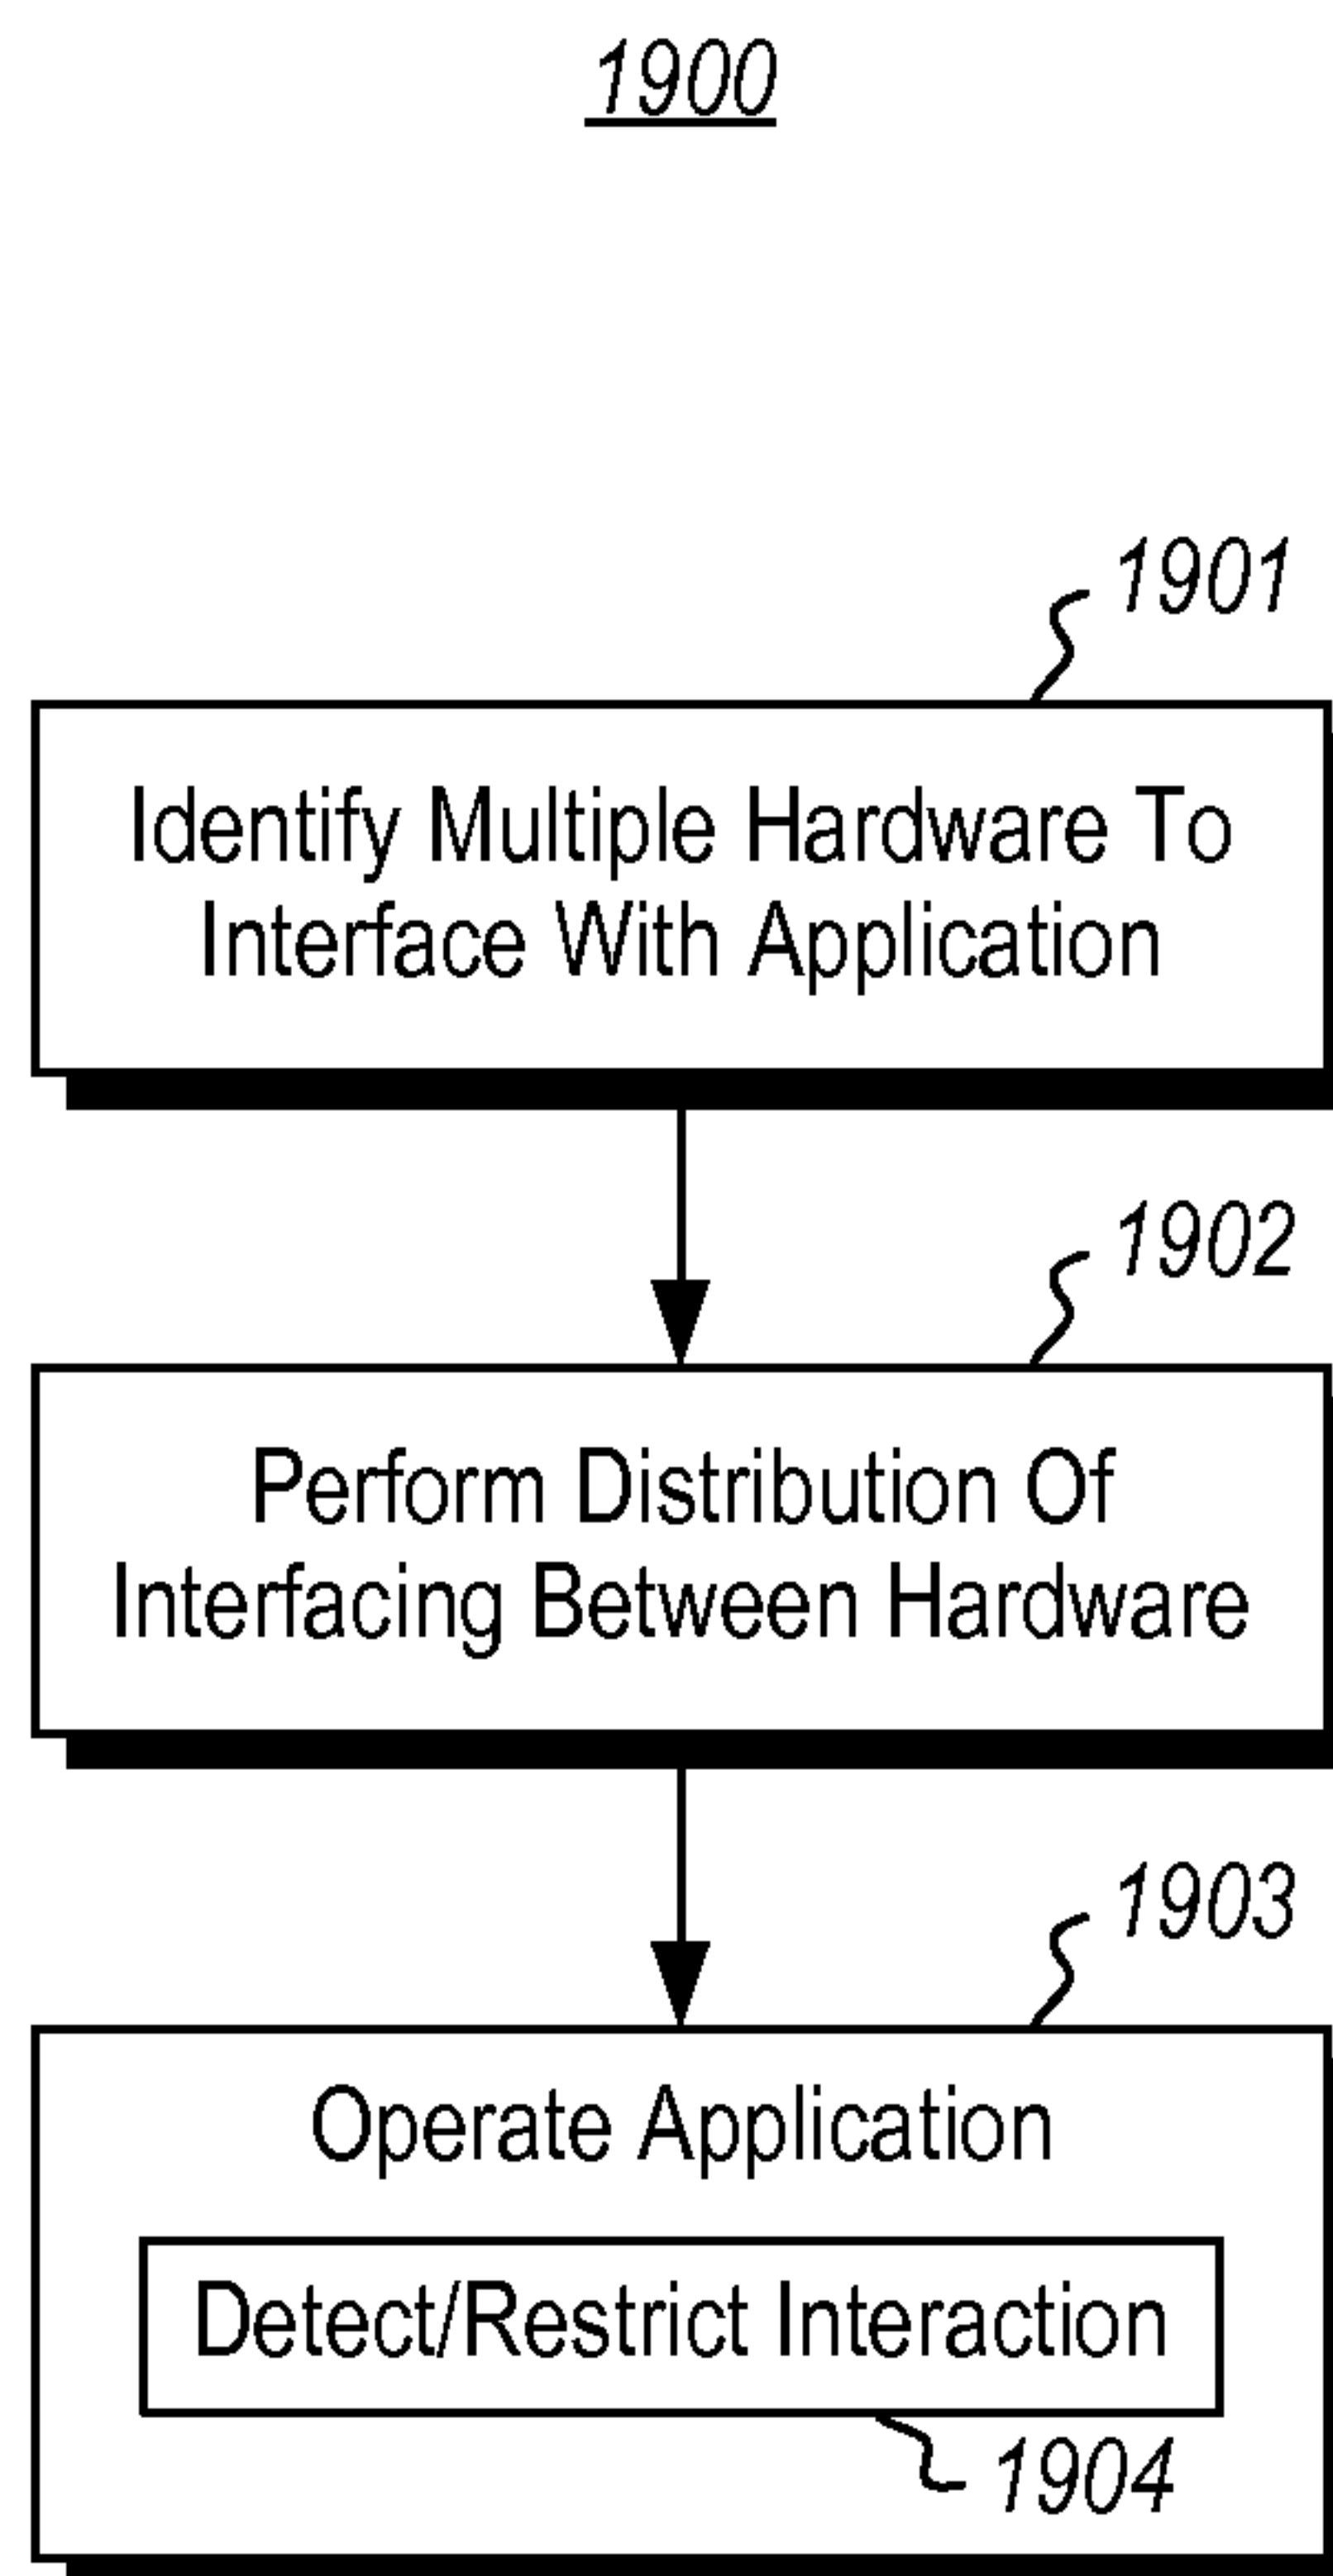 1900
1901
Identify Multiple Hardware To
Interface With Application
1902
Perform Distribution Of
Interfacing Between Hardware
1903
Operate Application
Detect/Restrict Interaction
1904